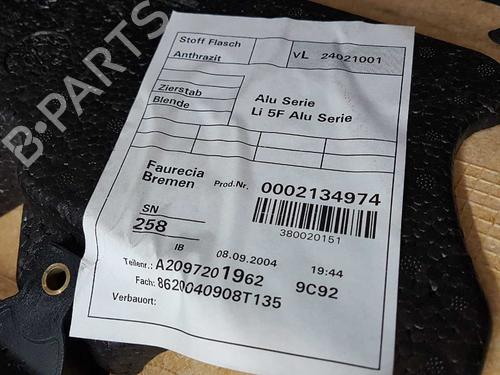 Stoff Flasch
Anthrazit
vL 24021001
Zierstab
Blende
Alu Serie
Li 5F Alu Serie
Faurecia
Bremen
Prod.Nr. 0002134974
380020151
SN
258
IB
08.09.2004 19:44
Teilenr.: A2097201962 9C92
Fach: 8620040908T135
Verbauort:
B-PARTS